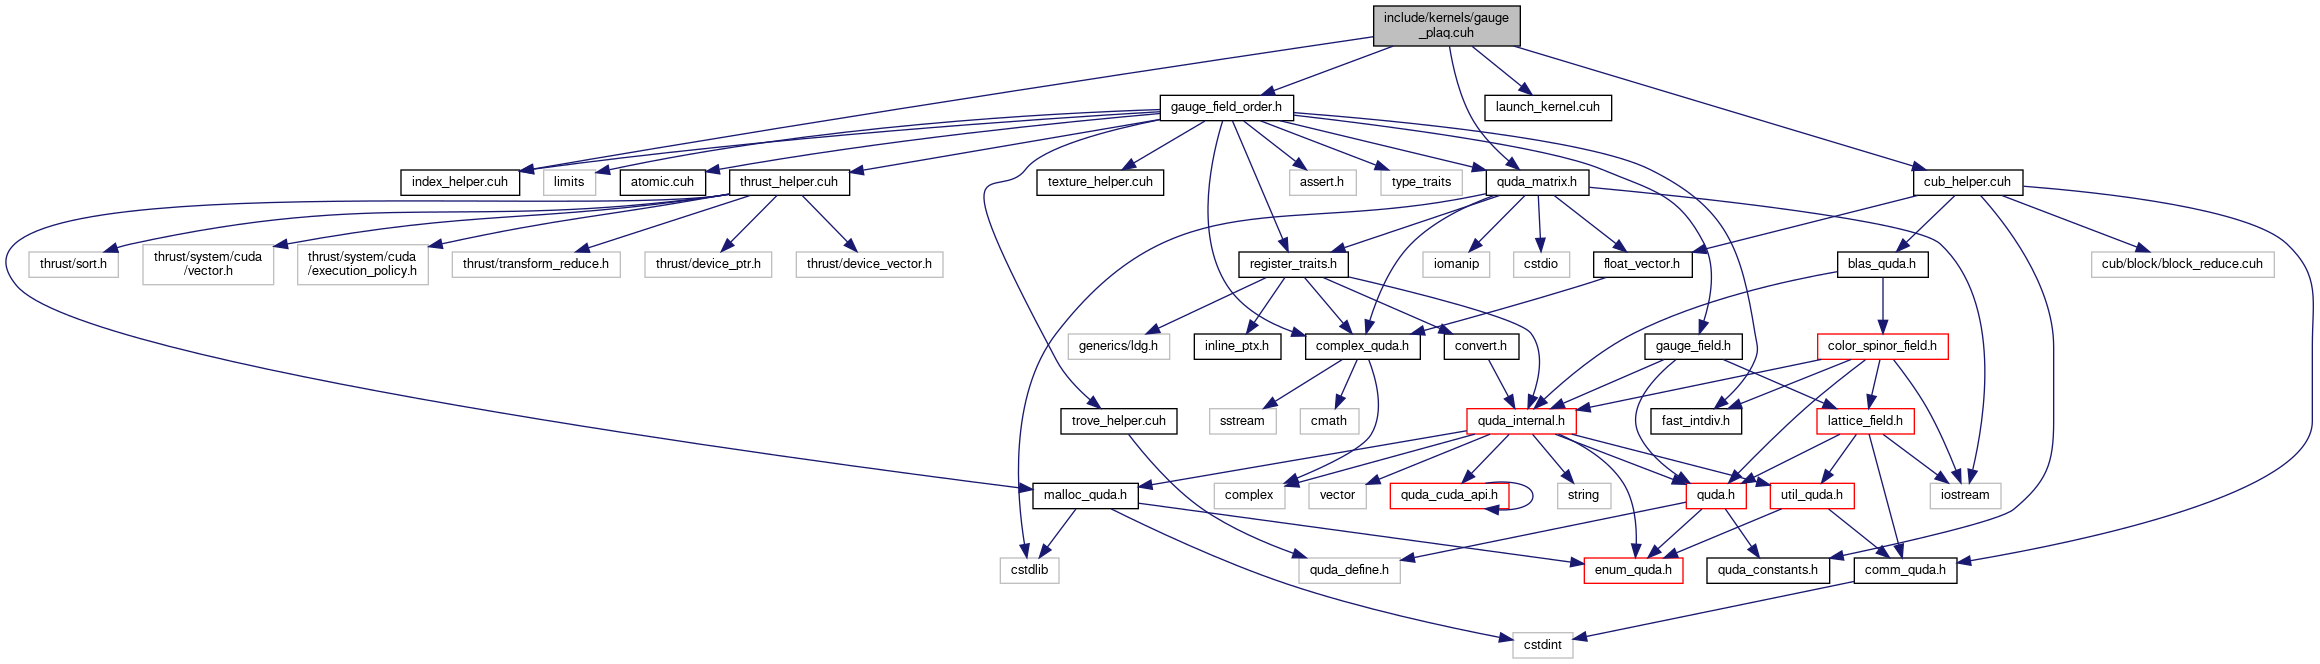 include/kernels/gauge
_plaq.cuh
gauge_field_order.h
launch_kernel.cuh
index_helper.cuh
limits
atomic.cuh
thrust_helper.cuh
texture_helper.cuh
assert.h
type_traits
quda_matrix.h
cub_helper.cuh
thrust/sort.h
thrust/system/cuda
/vector.h
thrust/system/cuda
/execution_policy.h
thrust/transform_reduce.h
thrust/device_ptr.h
thrust/device_vector.h
register_traits.h
iomanip
cstdio
float_vector.h
blas_quda.h
cub/block/block_reduce.cuh
generics/ldg.h
inline_ptx.h
complex_quda.h
convert.h
gauge_field.h
color_spinor_field.h
trove_helper.cuh
sstream
cmath
quda_internal.h
fast_intdiv.h
lattice_field.h
malloc_quda.h
complex
vector
quda_cuda_api.h
string
quda.h
util_quda.h
iostream
cstdlib
quda_define.h
enum_quda.h
quda_constants.h
comm_quda.h
cstdint